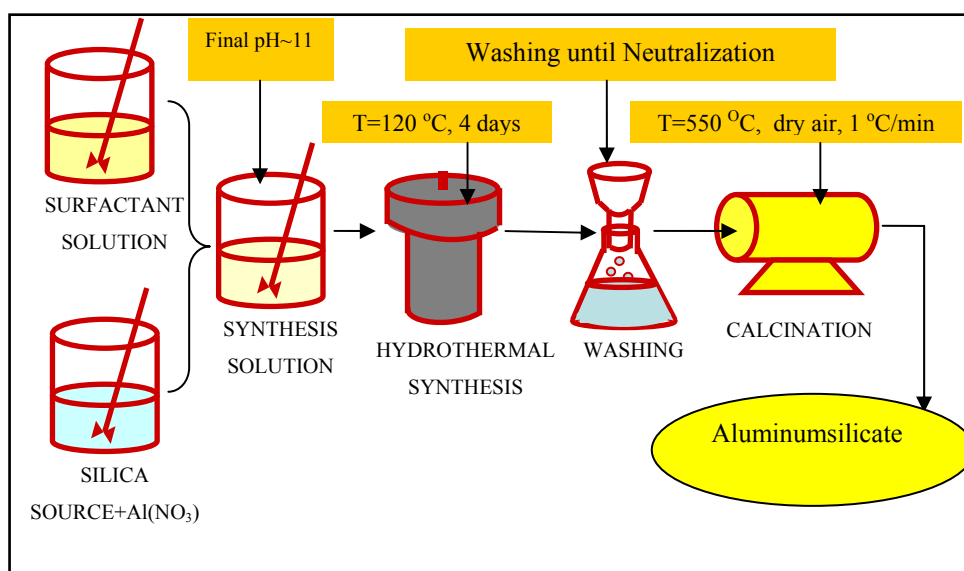 Final pH~11
Washing until Neutralization
T=120 ºC, 4 days
T=550 ᴼC,  dry air, 1 ºC/min
SURFACTANT
SOLUTION
SYNTHESIS
SOLUTION
HYDROTHERMAL
SYNTHESIS
WASHING
CALCINATION
SILICA
SOURCE+Al(NO₃)
Aluminumsilicate